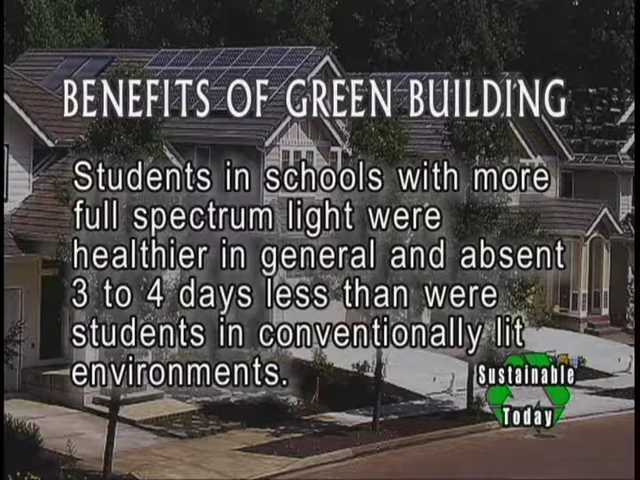 BENEFITS OF GREEN BUILDING
Students in schools with more
full spectrum light were
healthier in general and absent
3 to 4 days less than were
students in conventionally lit
environments.
Sustainable
Today